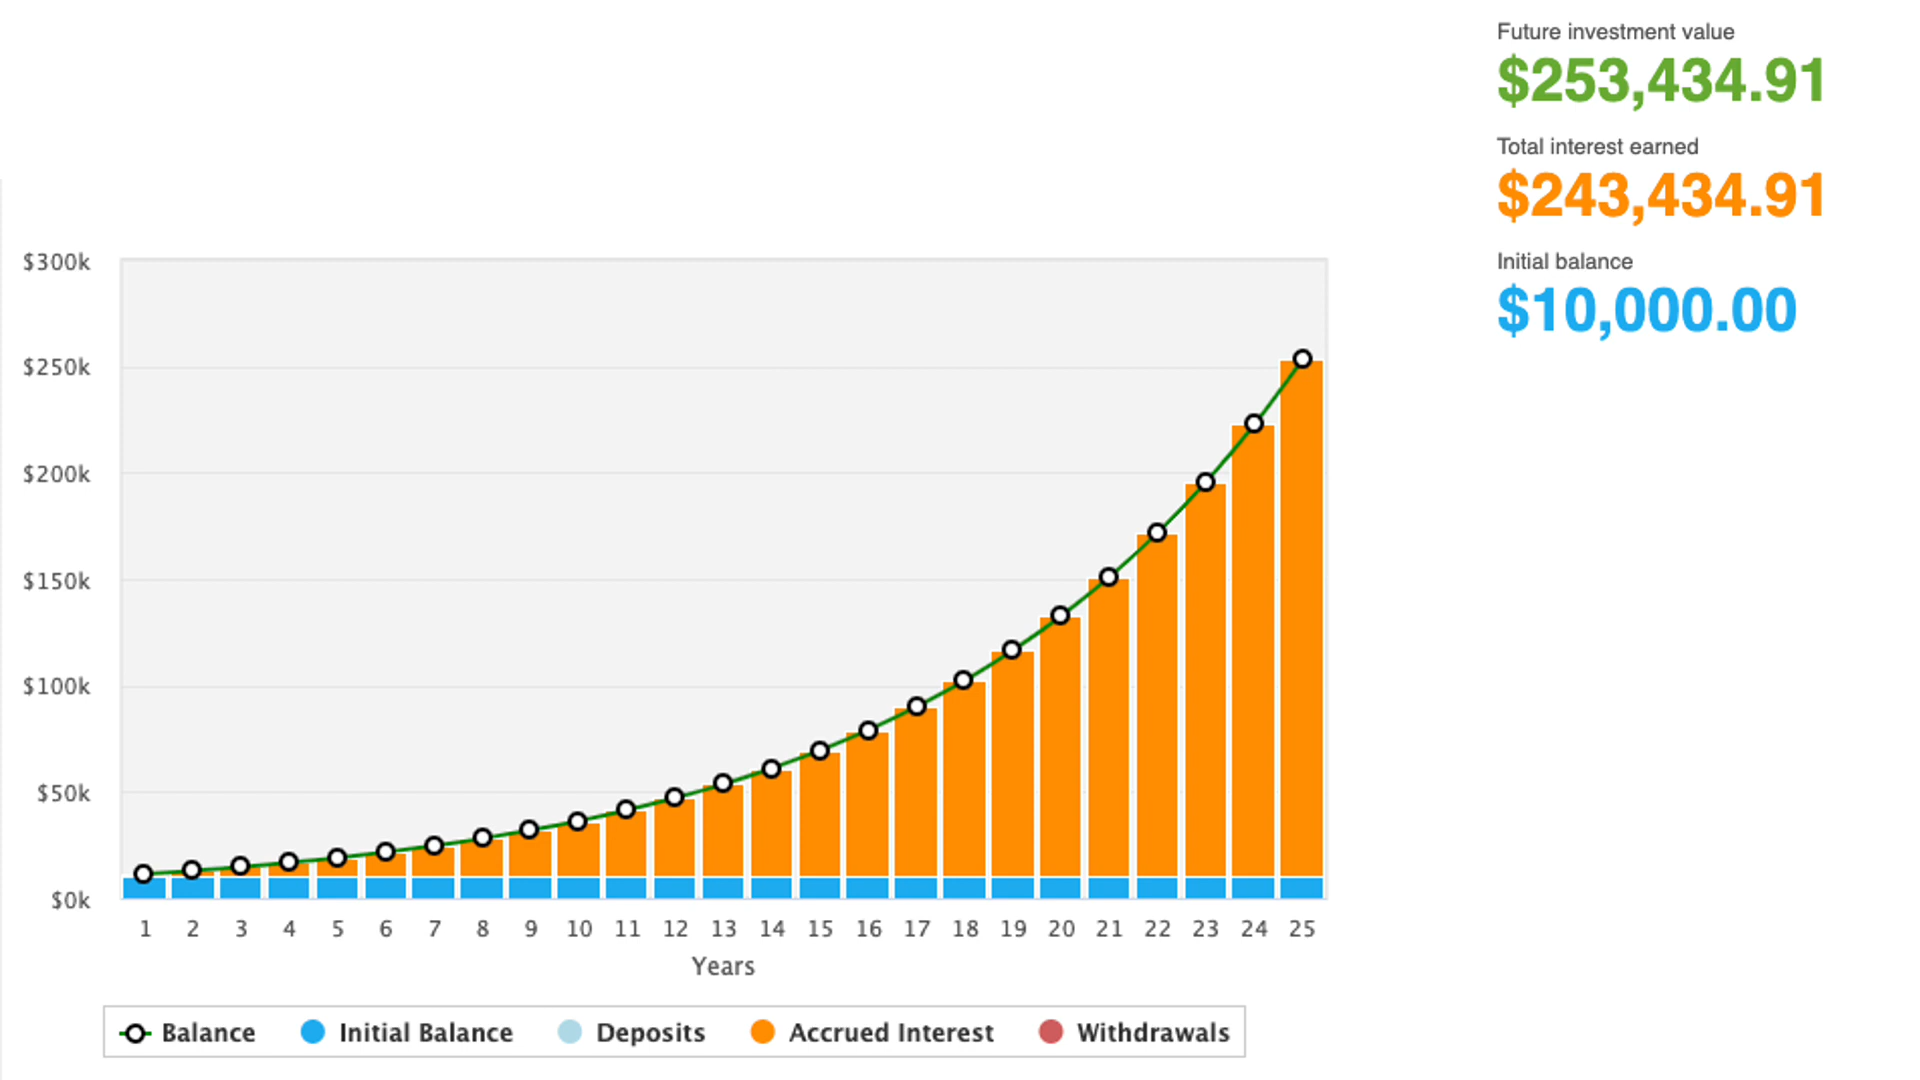 Future investment value
$253,434.91
Total interest earned
$243,434.91
Initial balance
$10,000.00
$300k
$250k
$200k
$150k
$100k
$50k
$0k
1 2 3 4 5 6 7 8 9 10 11 12 13 14 15 16 17 18 19 20 21 22 23 24 25
Years
Balance Initial Balance Deposits Accrued Interest Withdrawals